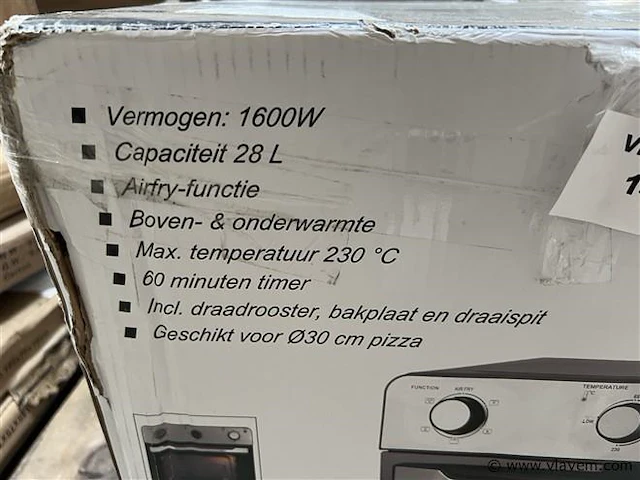 Vermogen: 1600W
Capaciteit 28 L
Airfry-functie
Boven- & onderwarmte
Max. temperatuur 230 °C
60 minuten timer
Incl. draadrooster, bakplaat en draaispit
Geschikt voor Ø30 cm pizza
FUNCTION AIRFRY
TEMPERATURE
°C
LOW
230
© www.vlavem.com